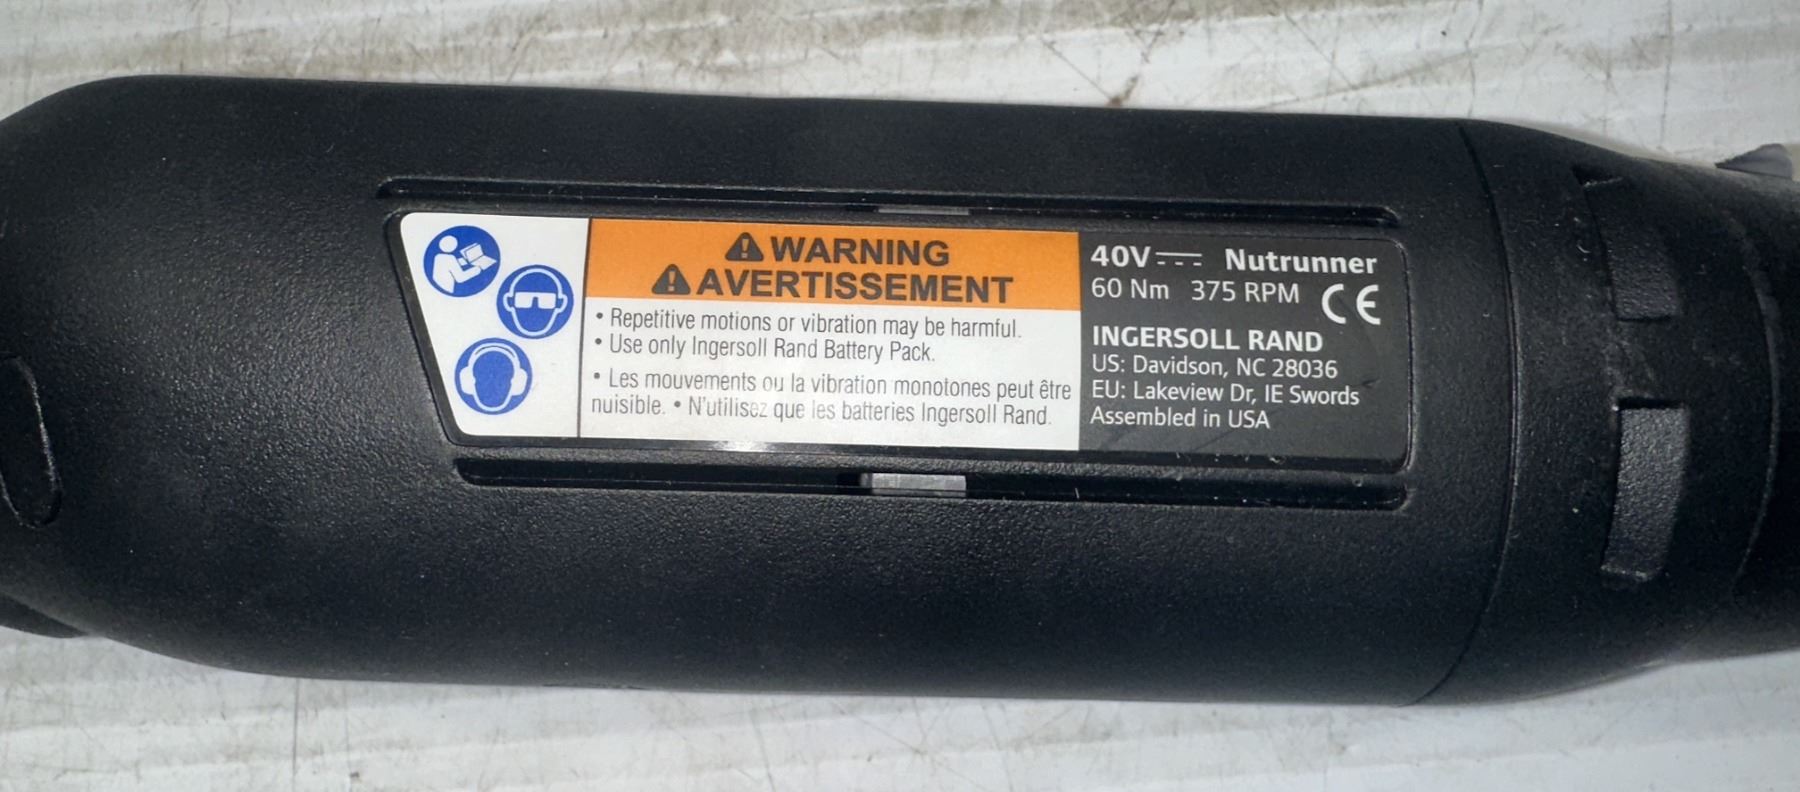 WARNING
AVERTISSEMENT
• Repetitive motions or vibration may be harmful.
• Use only Ingersoll Rand Battery Pack.
• Les mouvements ou la vibration monotones peut être
nuisible. • N'utilisez que les batteries Ingersoll Rand.
40V Nutrunner
60 Nm 375 RPM CE
INGERSOLL RAND
US: Davidson, NC 28036
EU: Lakeview Dr, IE Swords
Assembled in USA